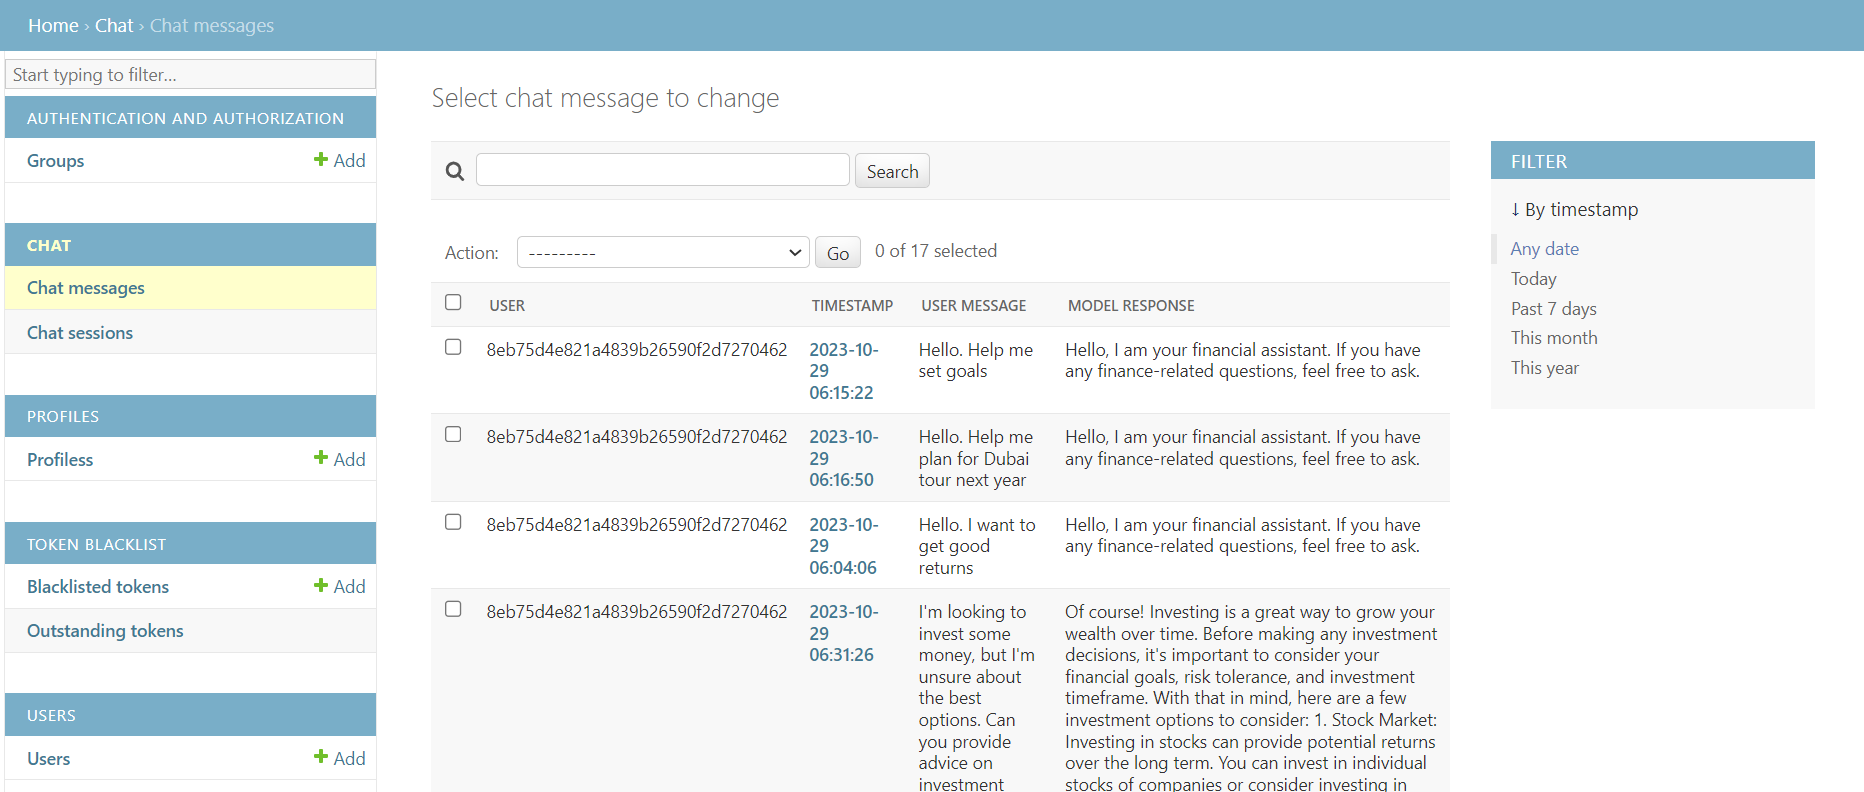 Home › Chat › Chat messages
Start typing to filter...
AUTHENTICATION AND AUTHORIZATION
Groups
Add
CHAT
Chat messages
Chat sessions
PROFILES
Profiless
Add
TOKEN BLACKLIST
Blacklisted tokens
Add
Outstanding tokens
USERS
Users
Add
Select chat message to change
Search
Action:
---------
Go
0 of 17 selected
USER
TIMESTAMP
USER MESSAGE
MODEL RESPONSE
8eb75d4e821a4839b26590f2d7270462
2023-10-
29
06:15:22
Hello. Help me
set goals
Hello, I am your financial assistant. If you have
any finance-related questions, feel free to ask.
8eb75d4e821a4839b26590f2d7270462
2023-10-
29
06:16:50
Hello. Help me
plan for Dubai
tour next year
Hello, I am your financial assistant. If you have
any finance-related questions, feel free to ask.
8eb75d4e821a4839b26590f2d7270462
2023-10-
29
06:04:06
Hello. I want to
get good
returns
Hello, I am your financial assistant. If you have
any finance-related questions, feel free to ask.
8eb75d4e821a4839b26590f2d7270462
2023-10-
29
06:31:26
I'm looking to
invest some
money, but I'm
unsure about
the best
options. Can
you provide
advice on
investment
Of course! Investing is a great way to grow your
wealth over time. Before making any investment
decisions, it's important to consider your
financial goals, risk tolerance, and investment
timeframe. With that in mind, here are a few
investment options to consider: 1. Stock Market:
Investing in stocks can provide potential returns
over the long term. You can invest in individual
stocks of companies or consider investing in
FILTER
↓ By timestamp
Any date
Today
Past 7 days
This month
This year